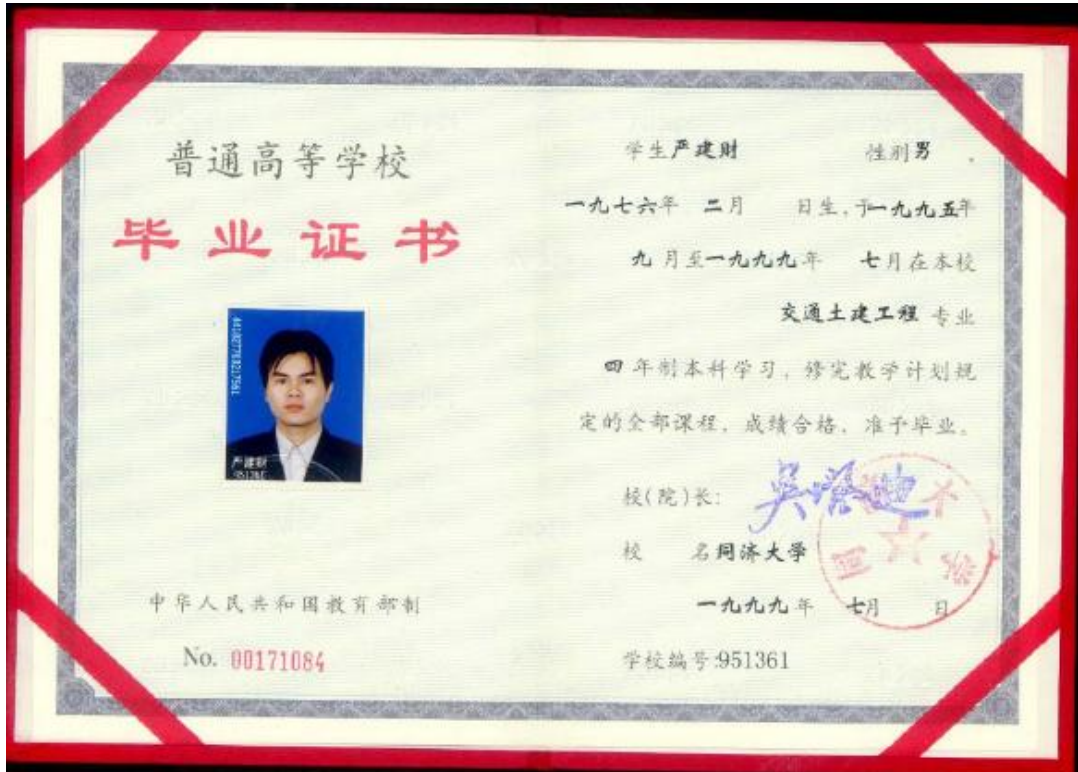 普通高等学校
毕业证书
严建财
中华人民共和国教育部制
No. 00171084
学生严建财 性别男 .
一九七六年 二月 日生,于一九九五年
九月至一九九九年 七月在本校
交通土建工程 专业
四年制本科学习,修完教学计划规
定的全部课程,成绩合格,准予毕业。
校(院)长:
校 名同济大学
一九九九年 七月 日
学校编号:951361